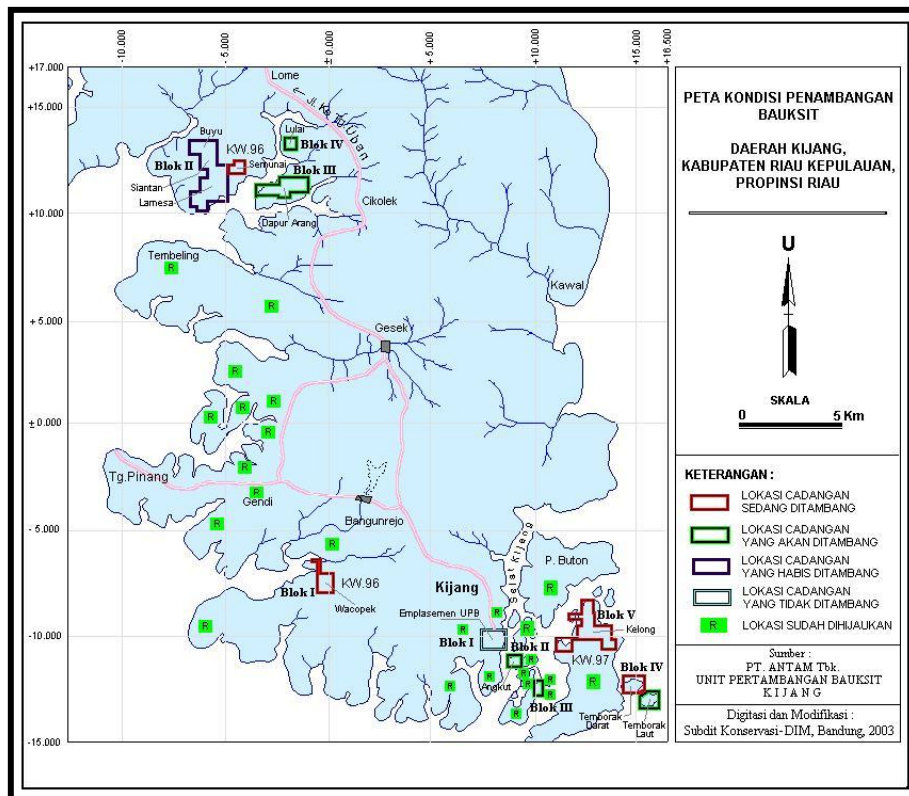 -10.000
-5.000
± 0.000
+5.000
+10.000
+15.000
+16.500
+17.000
+15.000
+10.000
+ 5.000
± 0.000
- 5.000
-10.000
-15.000
Lome
Jl. Ke Tg. Uban
Buyu
KW.96
Lulai
Blok IV
Blok II
Semunai
Blok III
Siantan
Lamesa
Cikolek
Dapur Arang
Tembeling
R
R
Kawal
Gesek
R
R
R
R
R
R
Tg.Pinang
R
Gendi
R
Bangunrejo
R
Selat Kijang
P. Buton
KW.96
Blok I
Wacopek
Kijang
R
Emplasemen UPB
R
R
R
R
Blok I
Blok V
Kelong
Blok II
KW.97
R
R
R
R
R
Angkut
R
R
R
R
Blok IV
Blok III
R
Temborak
Darat
Temborak
Laut
PETA KONDISI PENAMBANGAN
BAUKSIT
DAERAH KIJANG,
KABUPATEN RIAU KEPULAUAN,
PROPINSI RIAU
U
SKALA
0 5 Km
KETERANGAN :
LOKASI CADANGAN
SEDANG DITAMBANG
LOKASI CADANGAN
YANG AKAN DITAMBANG
LOKASI CADANGAN
YANG HABIS DITAMBANG
LOKASI CADANGAN
YANG TIDAK DITAMBANG
R LOKASI SUDAH DIHIJAUKAN
Sumber :
PT. ANTAM Tbk.
UNIT PERTAMBANGAN BAUKSIT
K I J A N G
Digitasi dan Modifikasi :
Subdit Konservasi-DIM, Bandung, 2003